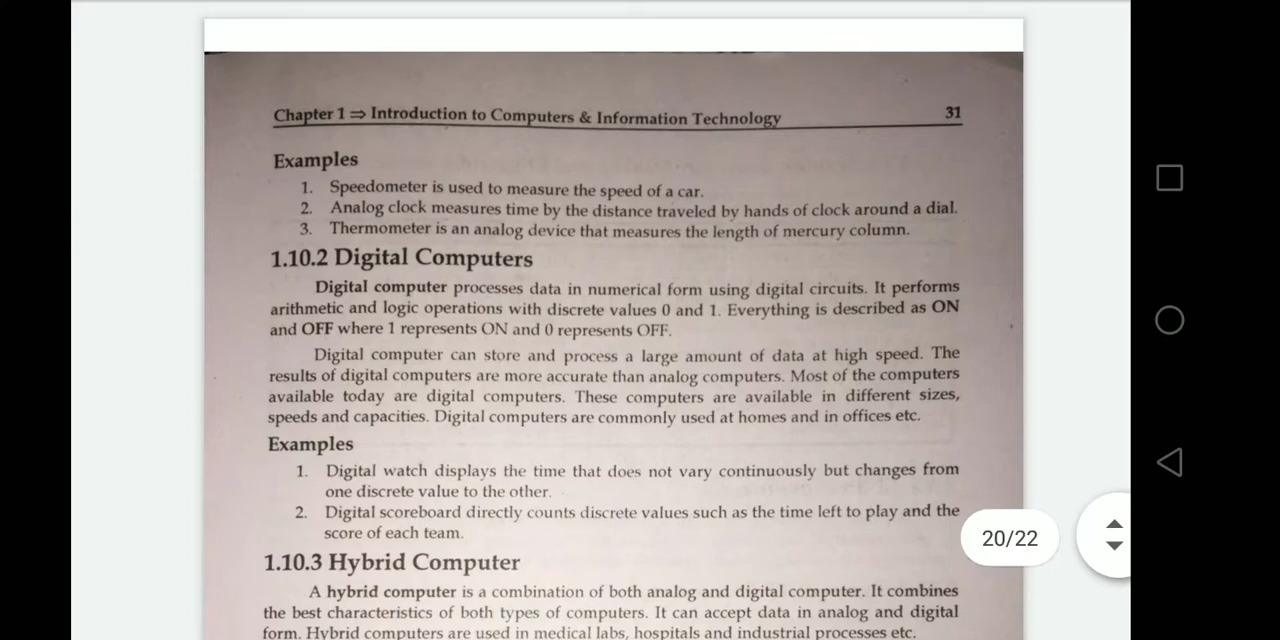 Chapter 1 ⇒ Introduction to Computers & Information Technology 31
Examples
1. Speedometer is used to measure the speed of a car.
2. Analog clock measures time by the distance traveled by hands of clock around a dial.
3. Thermometer is an analog device that measures the length of mercury column.
1.10.2 Digital Computers
Digital computer processes data in numerical form using digital circuits. It performs
arithmetic and logic operations with discrete values 0 and 1. Everything is described as ON
and OFF where 1 represents ON and 0 represents OFF.
Digital computer can store and process a large amount of data at high speed. The
results of digital computers are more accurate than analog computers. Most of the computers
available today are digital computers. These computers are available in different sizes,
speeds and capacities. Digital computers are commonly used at homes and in offices etc.
Examples
1. Digital watch displays the time that does not vary continuously but changes from
one discrete value to the other.
2. Digital scoreboard directly counts discrete values such as the time left to play and the
score of each team.
20/22
1.10.3 Hybrid Computer
A hybrid computer is a combination of both analog and digital computer. It combines
the best characteristics of both types of computers. It can accept data in analog and digital
form. Hybrid computers are used in medical labs, hospitals and industrial processes etc.